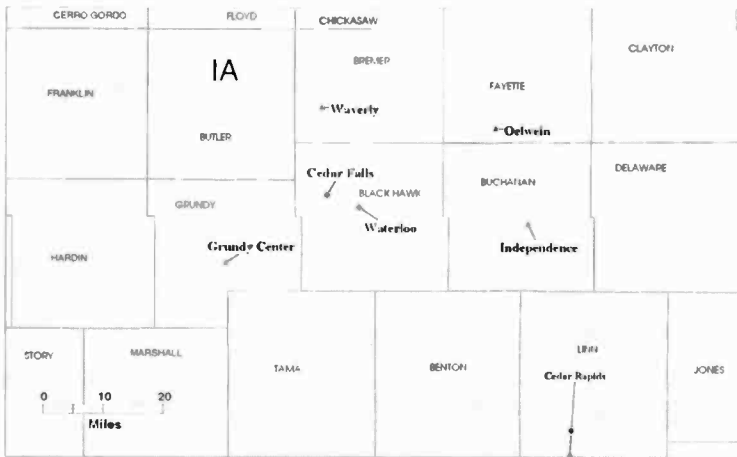 CERRO GORDO
FLOYD
CHICKASAW
CLAYTON
IA
BREMER
FRANKLIN
FAYETTE
Waverly
BUTLER
Oelwein
Cedar Falls
DELAWARE
BUCHANAN
BLACK HAWK
GRUNDY
Waterloo
Grundy Center
Independence
HARDIN
STORY
MARSHALL
TAMA
BENTON
LINN
JONES
Cedar Rapids
0 10 20
Miles